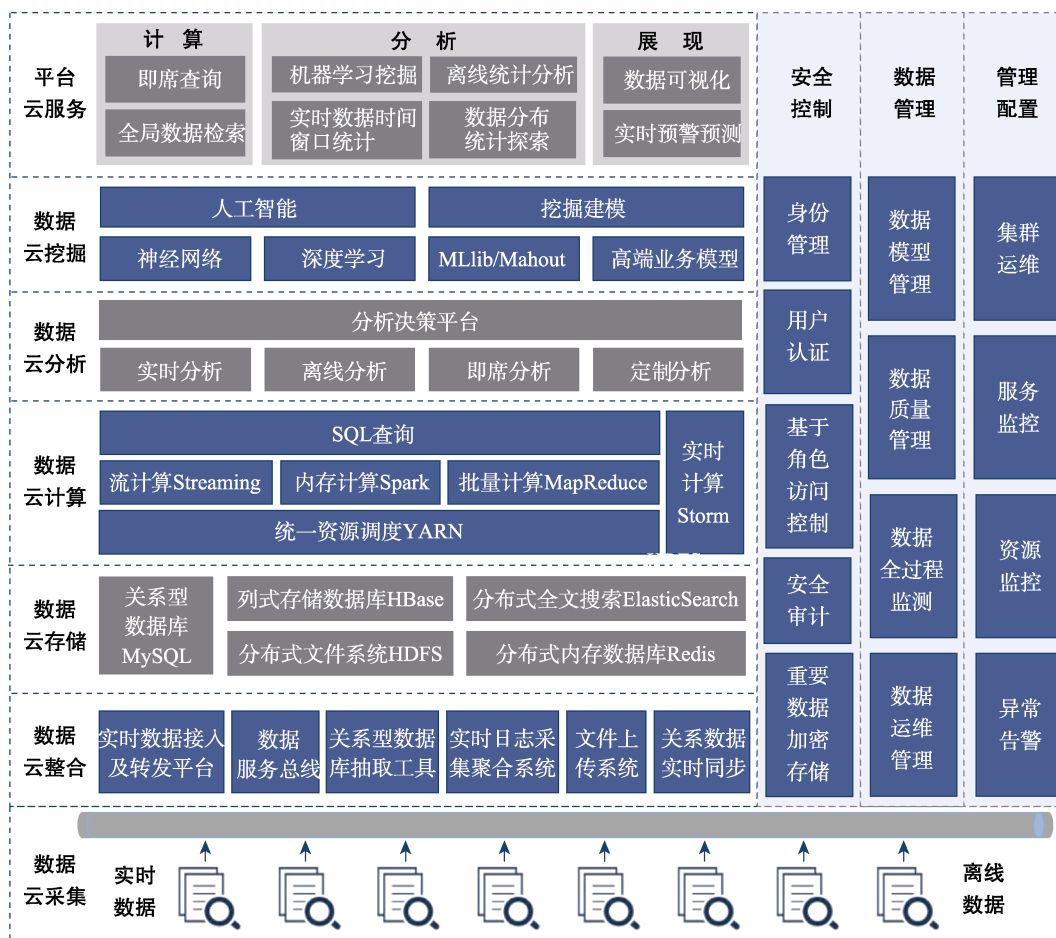 平台
云服务
计 算
即席查询
全局数据检索
分 析
机器学习挖掘
离线统计分析
实时数据时间
窗口统计
数据分布
统计探索
展 现
数据可视化
实时预警预测
数据
云挖掘
人工智能
挖掘建模
神经网络
深度学习
MLlib/Mahout
高端业务模型
数据
云分析
分析决策平台
实时分析
离线分析
即席分析
定制分析
数据
云计算
SQL查询
流计算Streaming
内存计算Spark
批量计算MapReduce
统一资源调度YARN
实时
计算
Storm
数据
云存储
关系型
数据库
MySQL
列式存储数据库HBase
分布式全文搜索ElasticSearch
分布式文件系统HDFS
分布式内存数据库Redis
数据
云整合
实时数据接入
及转发平台
数据
服务总线
关系型数据
库抽取工具
实时日志采
集聚合系统
文件上
传系统
关系数据
实时同步
数据
云采集
实时
数据
离线
数据
安全
控制
身份
管理
用户
认证
基于
角色
访问
控制
安全
审计
重要
数据
加密
存储
数据
管理
数据
模型
管理
数据
质量
管理
数据
全过程
监测
数据
运维
管理
管理
配置
集群
运维
服务
监控
资源
监控
异常
告警